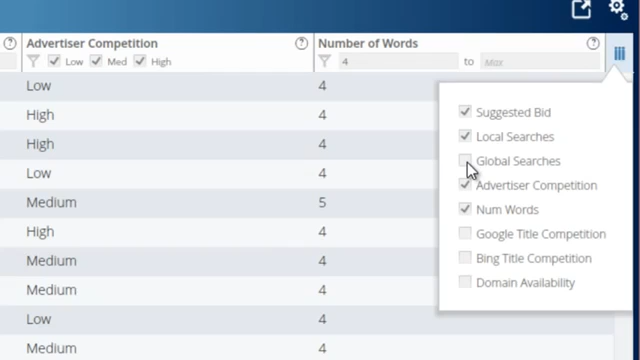 Advertiser Competition ? Number of Words ?
Low Med High 4 to Max
Low 4
High 4
High 4
Low 4
Medium 5
High 4
Medium 4
Medium 4
Low 4
Medium 4
Suggested Bid
Local Searches
Global Searches
Advertiser Competition
Num Words
Google Title Competition
Bing Title Competition
Domain Availability